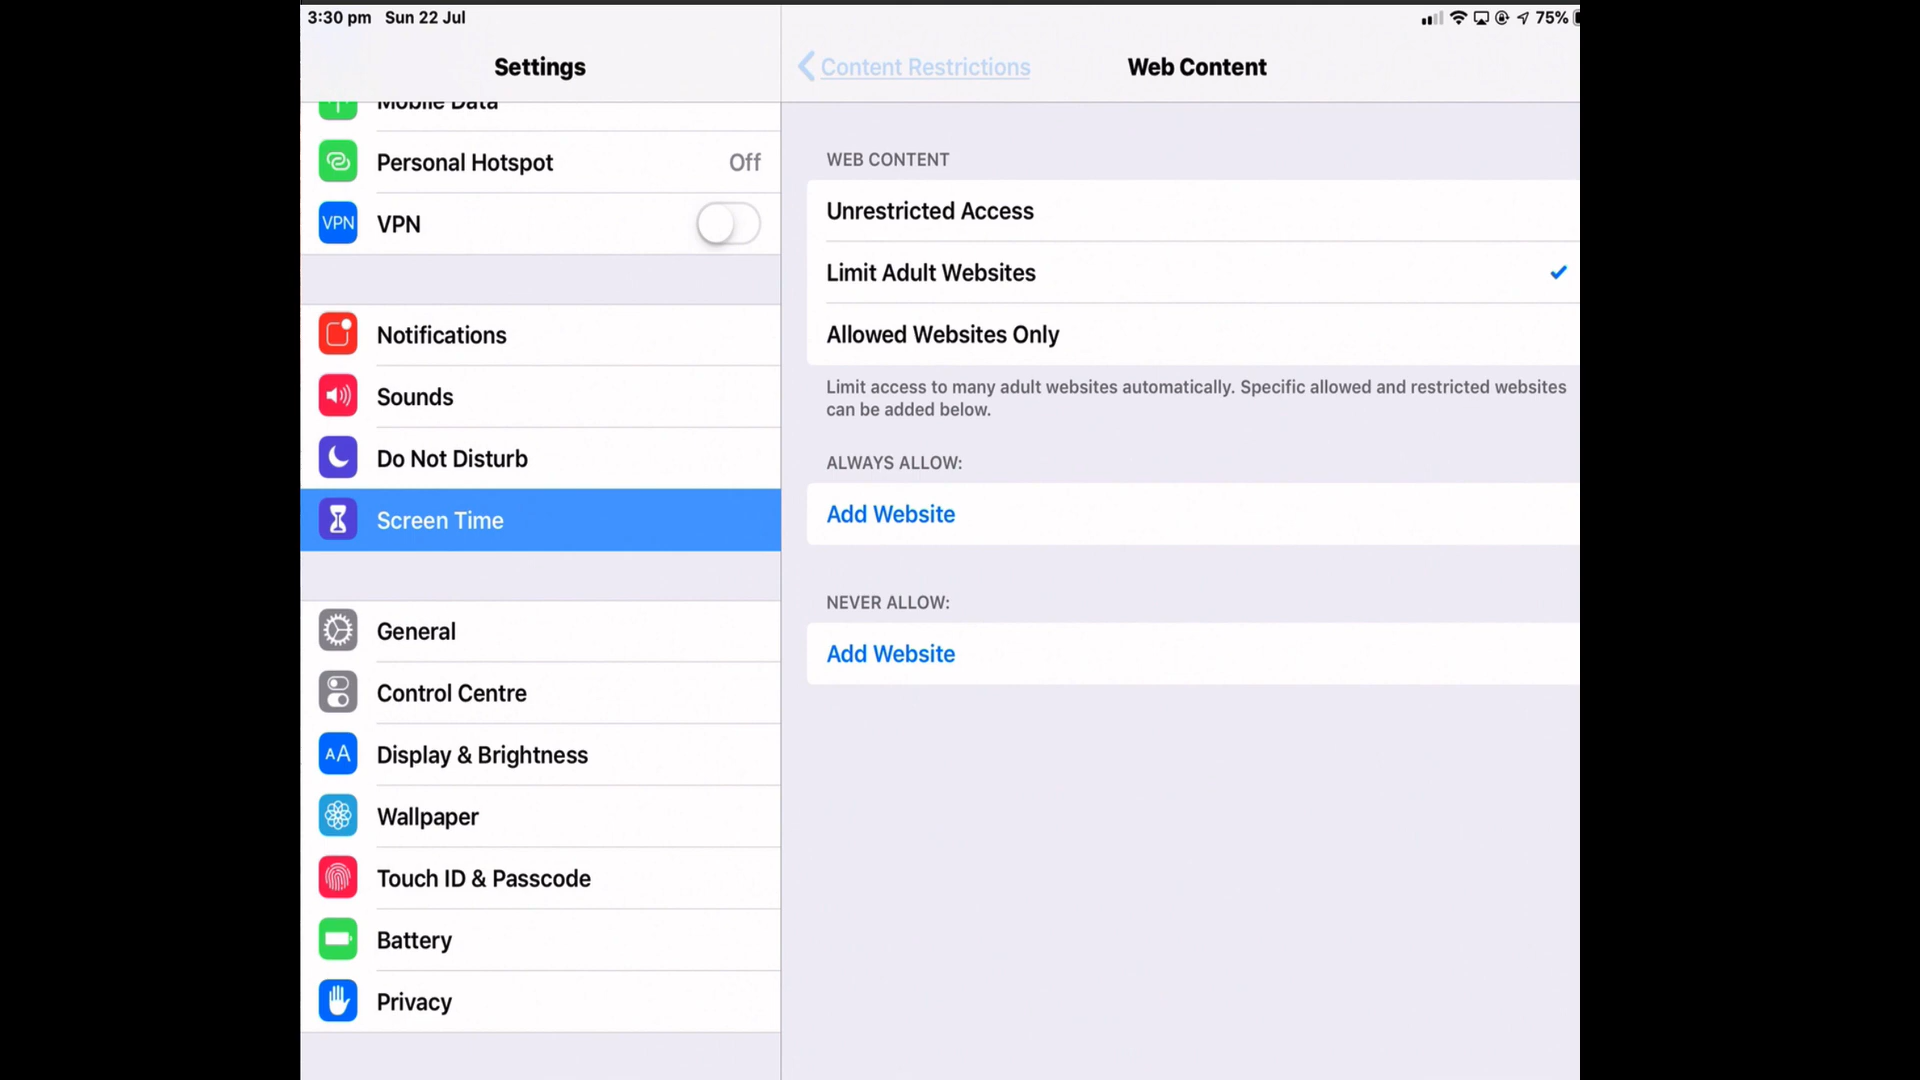 3:30 pm Sun 22 Jul
75%
Settings
Mobile Data
Personal Hotspot Off
VPN VPN
Notifications
Sounds
Do Not Disturb
Screen Time
General
Control Centre
AA Display & Brightness
Wallpaper
Touch ID & Passcode
Battery
Privacy
Content Restrictions
Web Content
WEB CONTENT
Unrestricted Access
Limit Adult Websites
Allowed Websites Only
Limit access to many adult websites automatically. Specific allowed and restricted websites
can be added below.
ALWAYS ALLOW:
Add Website
NEVER ALLOW:
Add Website